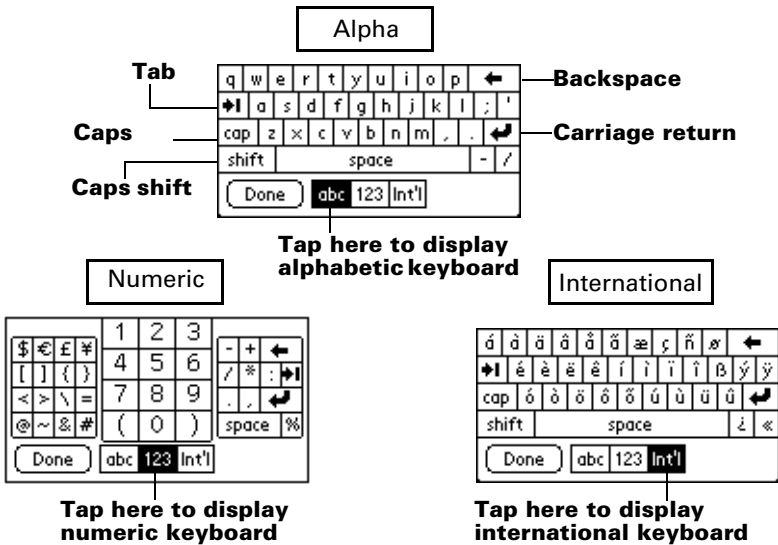 Alpha
Tab
Backspace
q w e r t y u i o p
a s d f g h j k l ; '
Caps
Carriage return
cap z x c v b n m , .
shift space - /
Caps shift
Done abc 123 Int'l
Tap here to display
alphabetic keyboard
Numeric
1 2 3
$ € £ ¥ - +
4 5 6
[ ] { } / * :
7 8 9
< > \ = . ,
@ ~ & # ( 0 ) space %
Done abc 123 Int'l
Tap here to display
numeric keyboard
International
á à ä â å ã æ ç ñ ø
é è ë ê í ì ï î ß ý ÿ
cap ó ò ö ô õ ú ù ü û
shift space ¿ «
Done abc 123 Int'l
Tap here to display
international keyboard